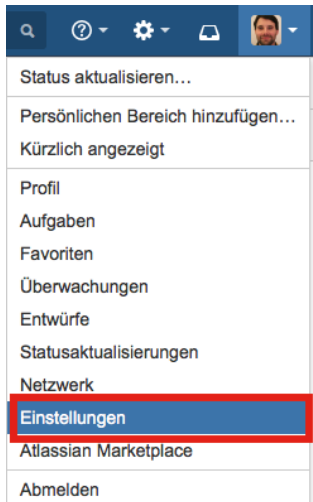 Status aktualisieren...
Persönlichen Bereich hinzufügen...
Kürzlich angezeigt
Profil
Aufgaben
Favoriten
Überwachungen
Entwürfe
Statusaktualisierungen
Netzwerk
Einstellungen
Atlassian Marketplace
Abmelden